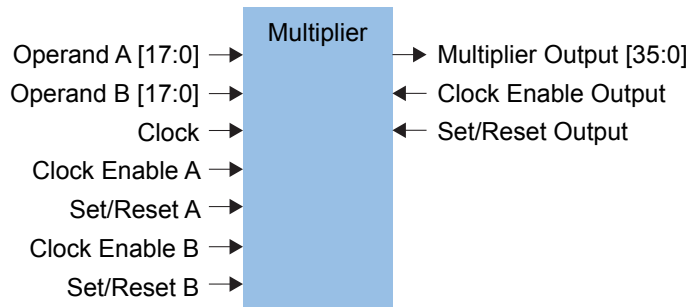 Multiplier
Operand A [17:0]
Operand B [17:0]
Clock
Clock Enable A
Set/Reset A
Clock Enable B
Set/Reset B
Multiplier Output [35:0]
Clock Enable Output
Set/Reset Output